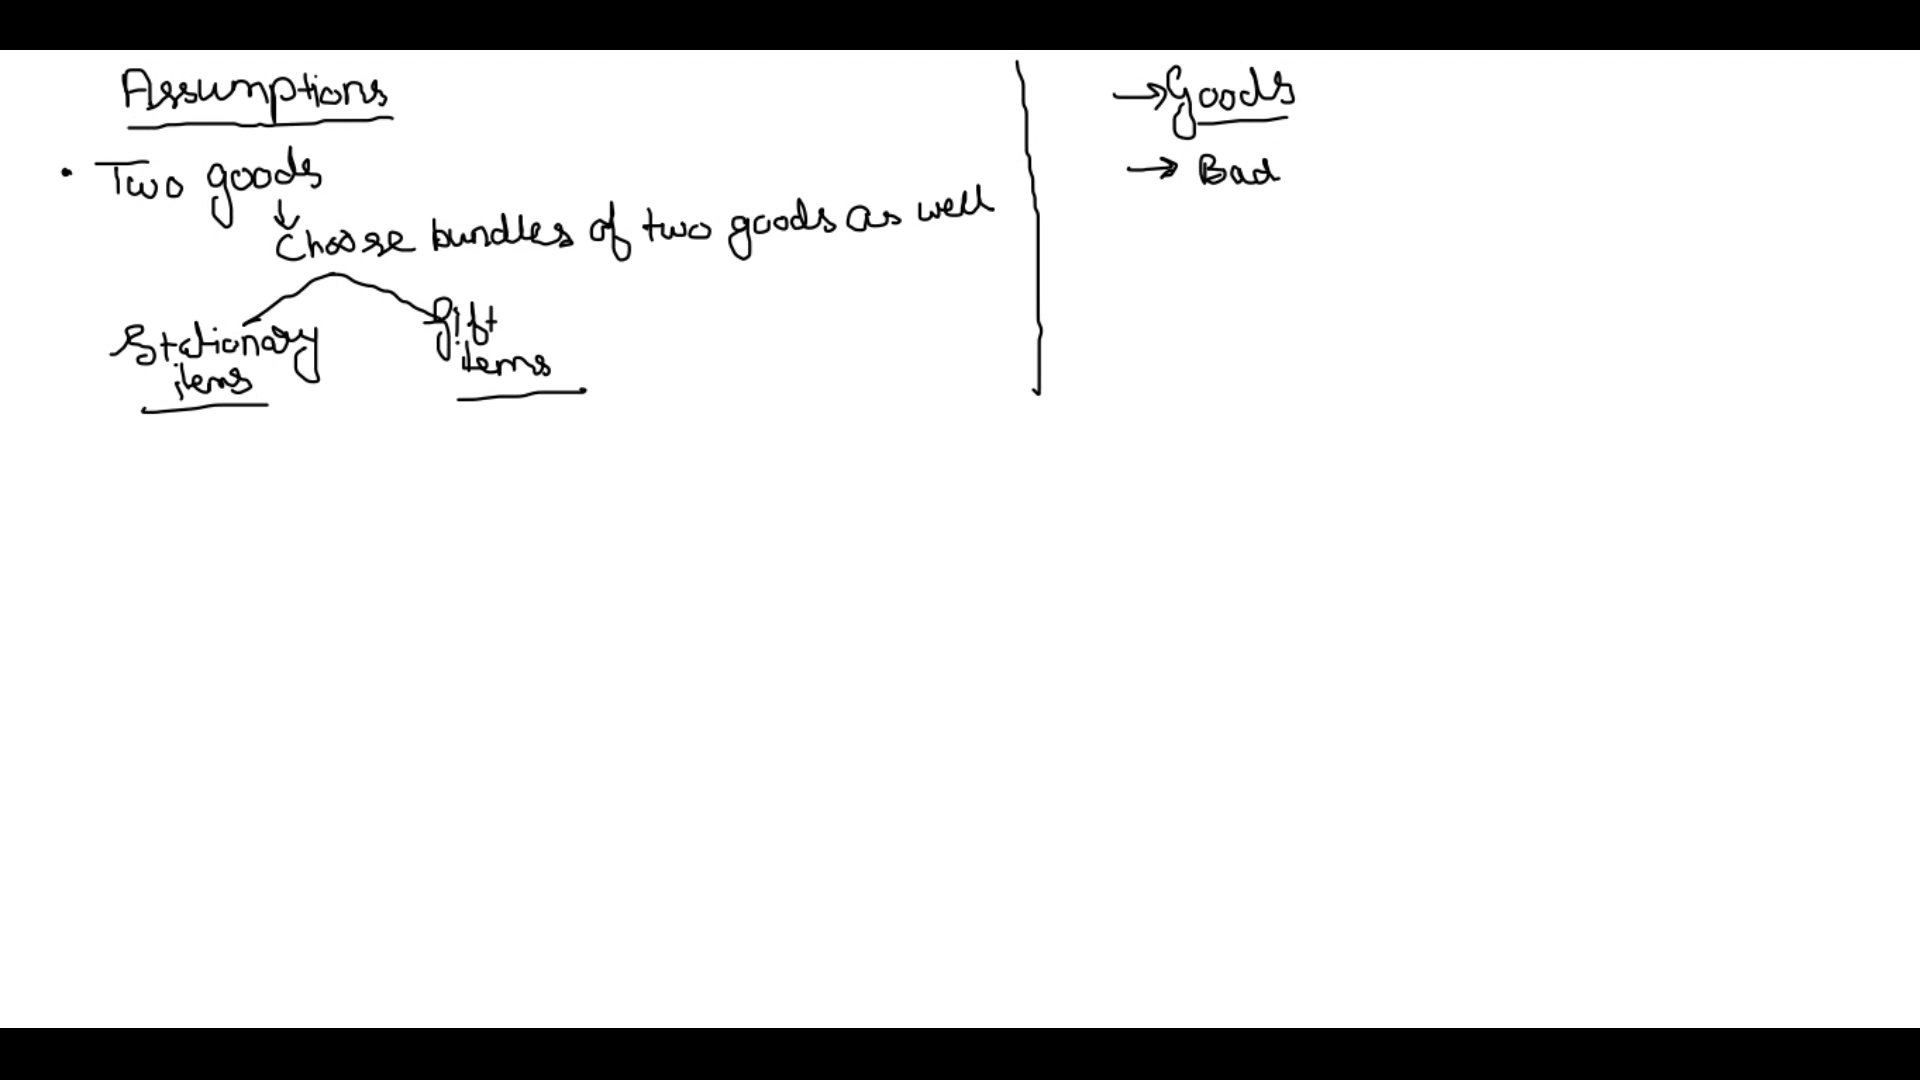 Assumptions
• Two goods
↓
Choose bundles of two goods as well
Stationary items
Gift items
→ Goods
→ Bad